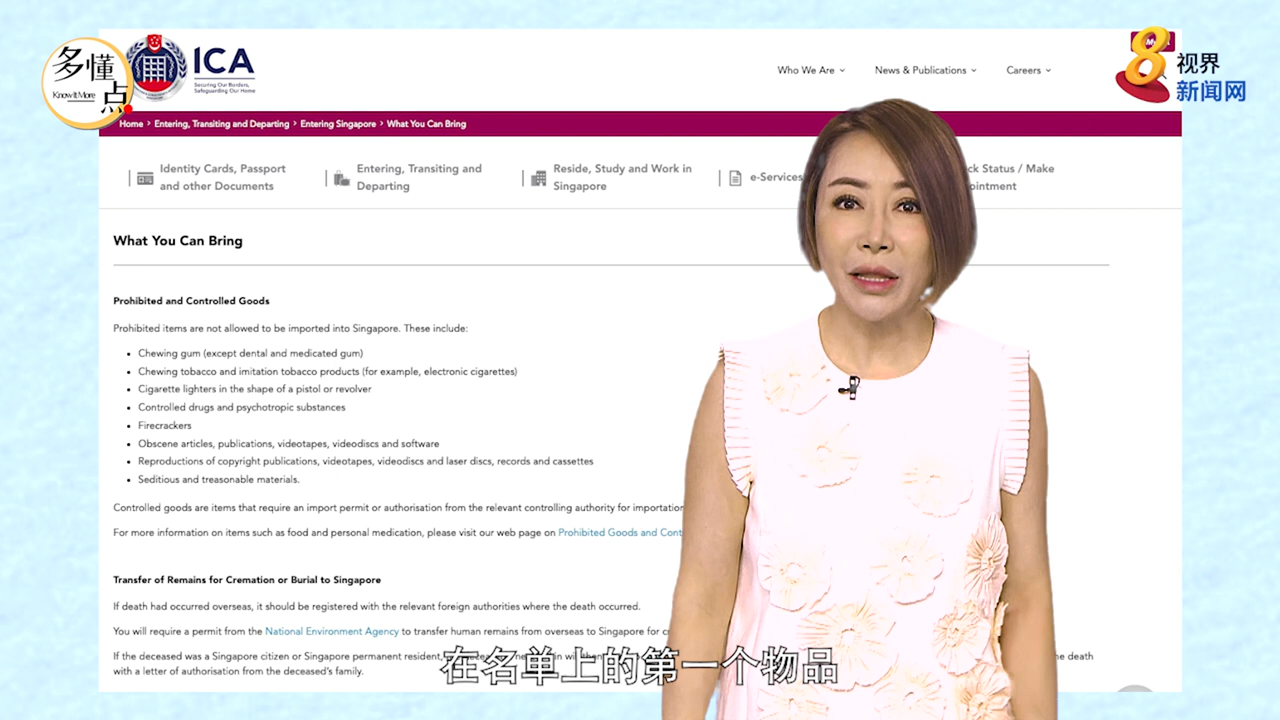 多懂点
Know It More
ICA
Securing Our Borders,
Safeguarding Our Home
8视界
新闻网
Who We Are
News & Publications
Careers
Home > Entering, Transiting and Departing > Entering Singapore > What You Can Bring
Identity Cards, Passport
and other Documents
Entering, Transiting and
Departing
Reside, Study and Work in
Singapore
e-Services
ck Status / Make
ointment
What You Can Bring
Prohibited and Controlled Goods
Prohibited items are not allowed to be imported into Singapore. These include:
• Chewing gum (except dental and medicated gum)
• Chewing tobacco and imitation tobacco products (for example, electronic cigarettes)
• Cigarette lighters in the shape of a pistol or revolver
• Controlled drugs and psychotropic substances
• Firecrackers
• Obscene articles, publications, videotapes, videodiscs and software
• Reproductions of copyright publications, videotapes, videodiscs and laser discs, records and cassettes
• Seditious and treasonable materials.
Controlled goods are items that require an import permit or authorisation from the relevant controlling authority for importation
For more information on items such as food and personal medication, please visit our web page on Prohibited Goods and Cont
Transfer of Remains for Cremation or Burial to Singapore
If death had occurred overseas, it should be registered with the relevant foreign authorities where the death occurred.
You will require a permit from the National Environment Agency to transfer human remains from overseas to Singapore for c
If the deceased was a Singapore citizen or Singapore permanent resident, the death
with a letter of authorisation from the deceased's family.
在名单上的第一个物品